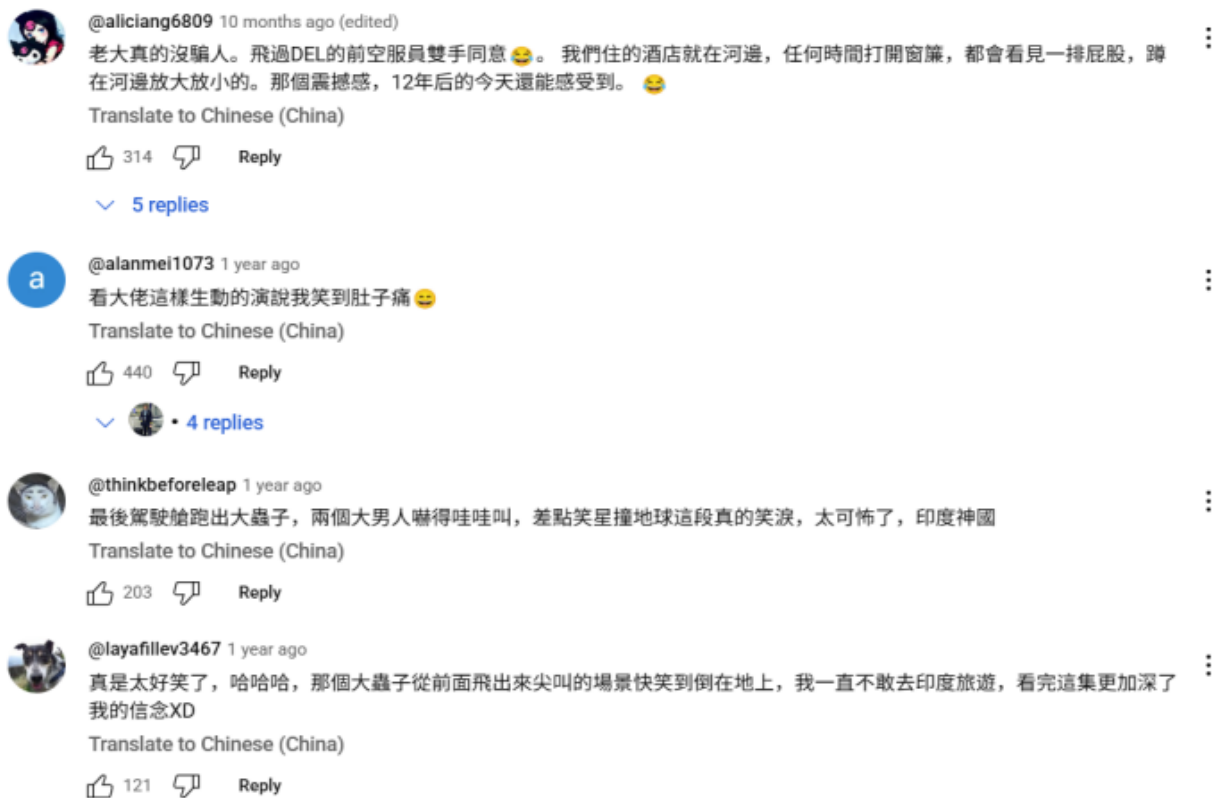 @aliciang6809 10 months ago (edited)
老大真的沒騙人。飛過DEL的前空服員雙手同意😂。 我們住的酒店就在河邊，任何時間打開窗簾，都會看見一排屁股，蹲
在河邊放大放小的。那個震撼感，12年后的今天還能感受到。 😂
Translate to Chinese (China)
314 Reply
5 replies
a
@alanmei1073 1 year ago
看大佬這樣生動的演說我笑到肚子痛😄
Translate to Chinese (China)
440 Reply
• 4 replies
@thinkbeforeleap 1 year ago
最後駕駛艙跑出大蟲子，兩個大男人嚇得哇哇叫，差點笑星撞地球這段真的笑淚，太可怖了，印度神國
Translate to Chinese (China)
203 Reply
@layafillev3467 1 year ago
真是太好笑了，哈哈哈，那個大蟲子從前面飛出來尖叫的場景快笑到倒在地上，我一直不敢去印度旅遊，看完這集更加深了
我的信念XD
Translate to Chinese (China)
121 Reply